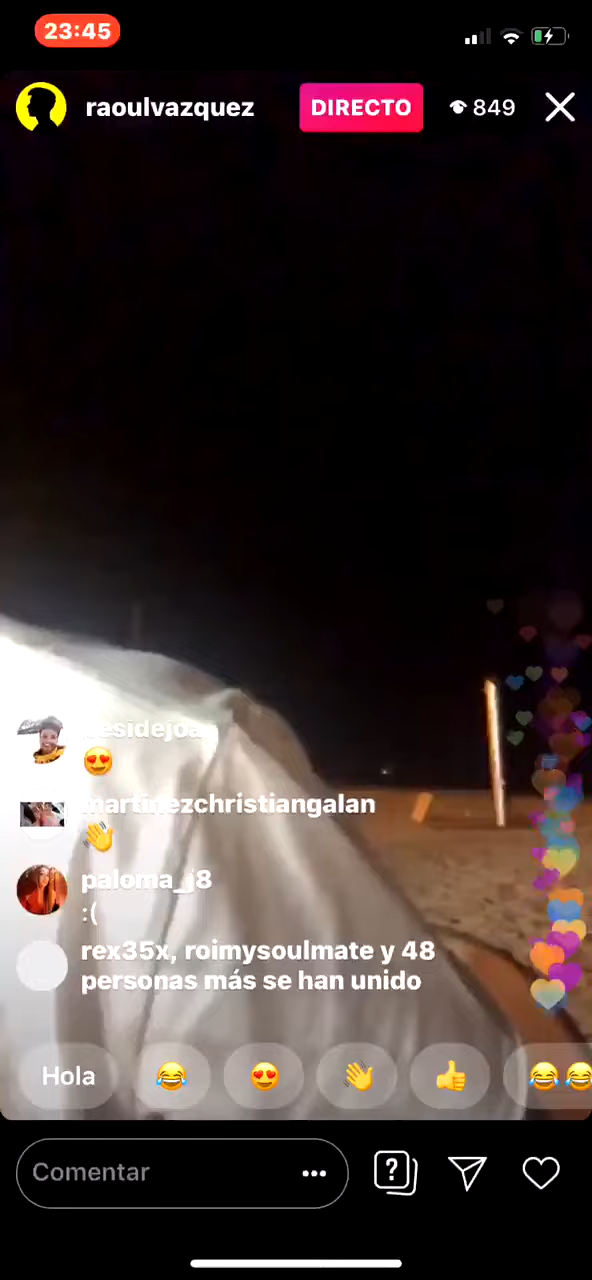 23:45
raoulvazquez DIRECTO 849
martinezchristiangalan
paloma_j8
:(
rex35x, roimysoulmate y 48
personas más se han unido
Hola
Comentar